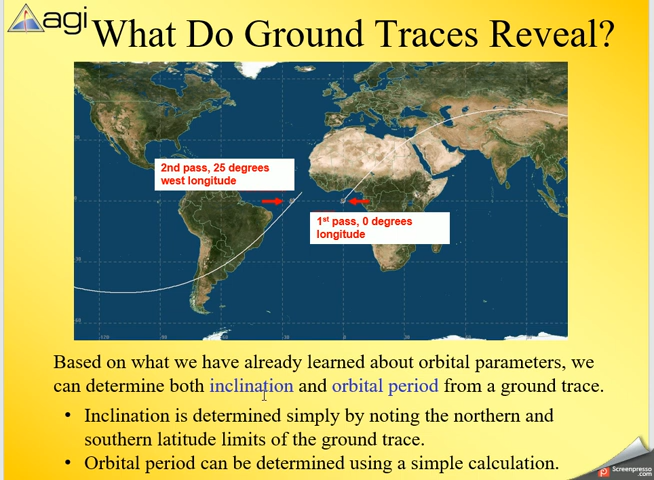 agi
What Do Ground Traces Reveal?
2nd pass, 25 degrees
west longitude
1st pass, 0 degrees
longitude
Based on what we have already learned about orbital parameters, we
can determine both inclination and orbital period from a ground trace.
• Inclination is determined simply by noting the northern and
southern latitude limits of the ground trace.
• Orbital period can be determined using a simple calculation.
Screenpresso
.com